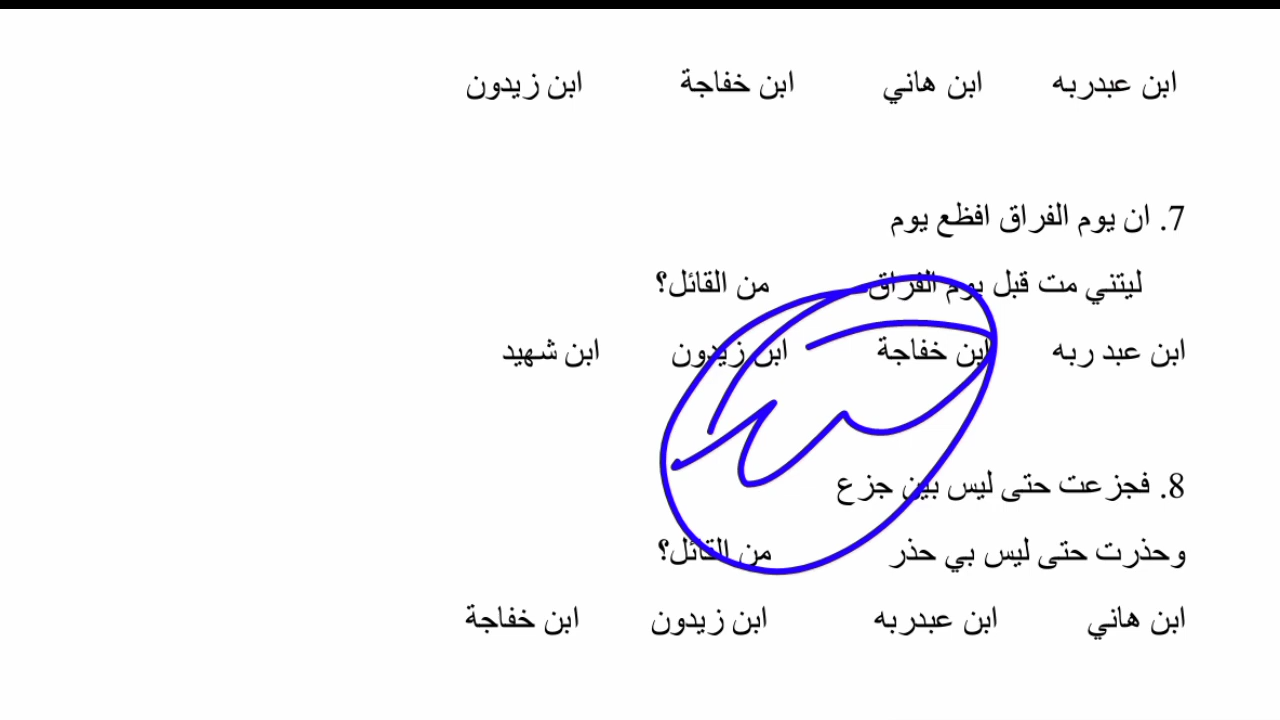 ابن عبدربه ابن هاني ابن خفاجة ابن زيدون
7. ان يوم الفراق افظع يوم
ليتني مت قبل يوم الفراق من القائل؟
ابن عبد ربه ابن خفاجة ابن زيدون ابن شهيد
8. فجزعت حتى ليس بين جزع
وحذرت حتى ليس بي حذر من القائل؟
ابن هاني ابن عبدربه ابن زيدون ابن خفاجة